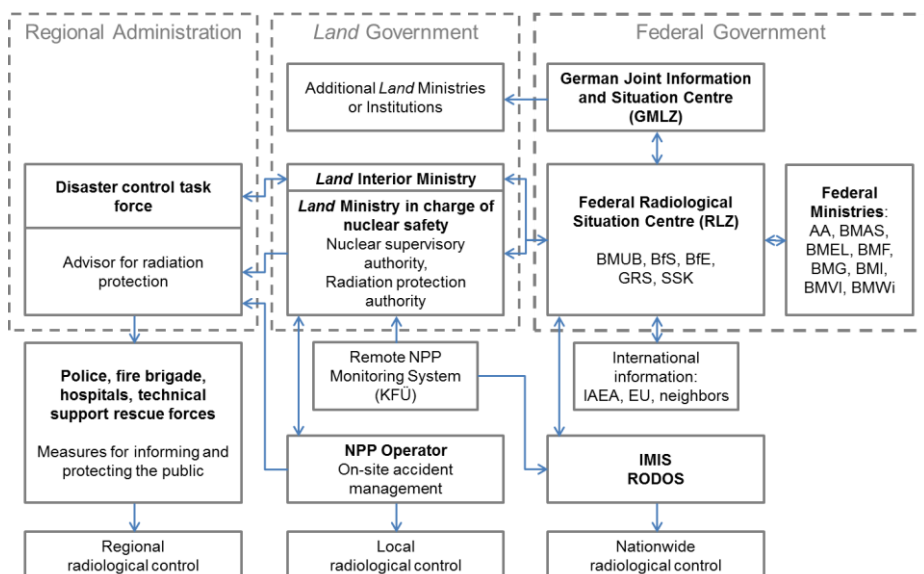 Regional Administration
Land Government
Federal Government
Additional Land Ministries
or Institutions
German Joint Information
and Situation Centre
(GMLZ)
Disaster control task
force
Advisor for radiation
protection
Land Interior Ministry
Land Ministry in charge of
nuclear safety
Nuclear supervisory
authority,
Radiation protection
authority
Federal Radiological
Situation Centre (RLZ)
BMUB, BfS, BfE,
GRS, SSK
Federal
Ministries:
AA, BMAS,
BMEL, BMF,
BMG, BMI,
BMVI, BMWi
Police, fire brigade,
hospitals, technical
support rescue forces
Measures for informing and
protecting the public
Remote NPP
Monitoring System
(KFÜ)
International
information:
IAEA, EU, neighbors
NPP Operator
On-site accident
management
IMIS
RODOS
Regional
radiological control
Local
radiological control
Nationwide
radiological control